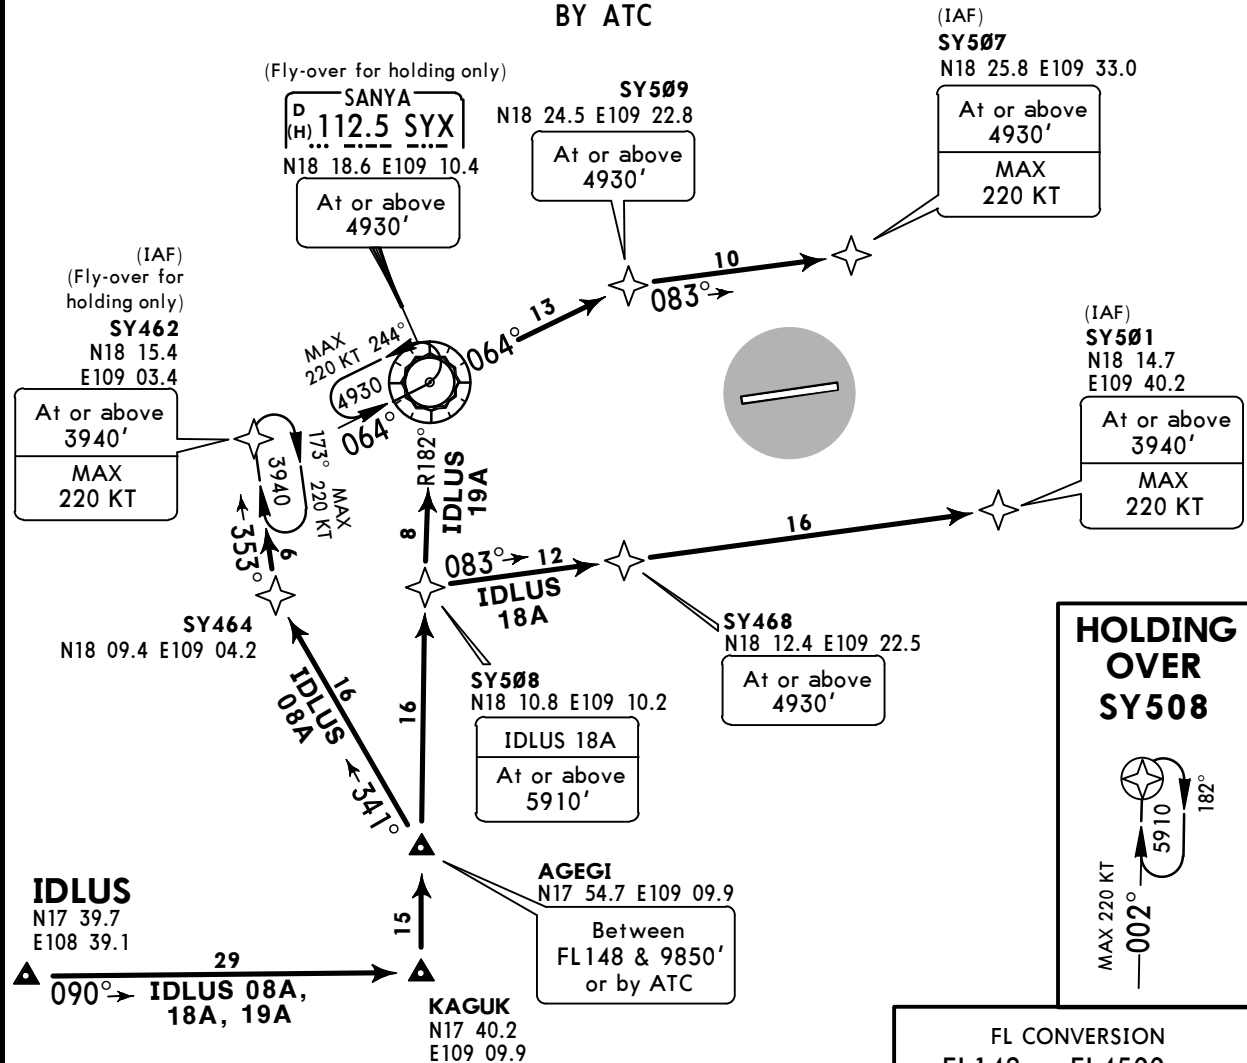 BY ATC
(IAF)
SY5Ø7
N18 25.8 E109 33.0
At or above
4930'
MAX
220 KT
(Fly-over for holding only)
SANYA
D
(H) 112.5 SYX
N18 18.6 E109 10.4
At or above
4930'
SY5Ø9
N18 24.5 E109 22.8
At or above
4930'
10
083°
13
064°
(IAF)
(Fly-over for
holding only)
SY462
N18 15.4
E109 03.4
At or above
3940'
MAX
220 KT
MAX
220 KT 244°
4930
064°
(IAF)
SY5Ø1
N18 14.7
E109 40.2
At or above
3940'
MAX
220 KT
3940
173°
MAX
220 KT
R182°
IDLUS
19A
8
353°
6
083°
12
IDLUS
18A
16
SY464
N18 09.4 E109 04.2
SY468
N18 12.4 E109 22.5
At or above
4930'
SY5Ø8
N18 10.8 E109 10.2
IDLUS 18A
At or above
5910'
16
IDLUS
08A
341°
16
HOLDING
OVER
SY508
5910
182°
MAX 220 KT
002°
AGEGI
N17 54.7 E109 09.9
Between
FL148 & 9850'
or by ATC
IDLUS
N17 39.7
E108 39.1
29
090°
IDLUS 08A,
18A, 19A
15
KAGUK
N17 40.2
E109 09.9
FL CONVERSION